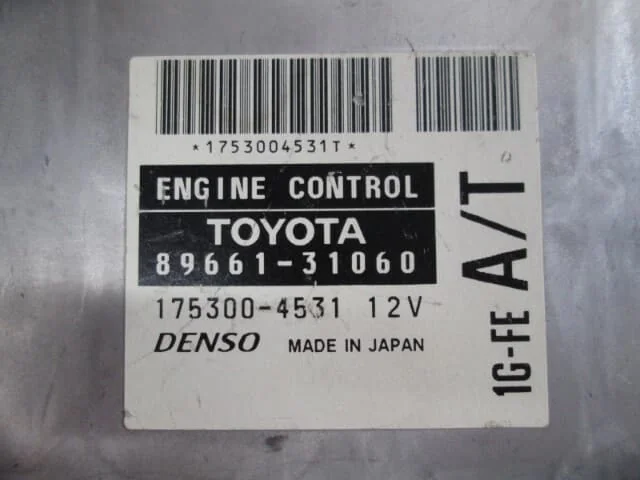 *1753004531T*
ENGINE CONTROL
TOYOTA
89661-31060
175300-4531 12V
DENSO MADE IN JAPAN
1G-FE A/T